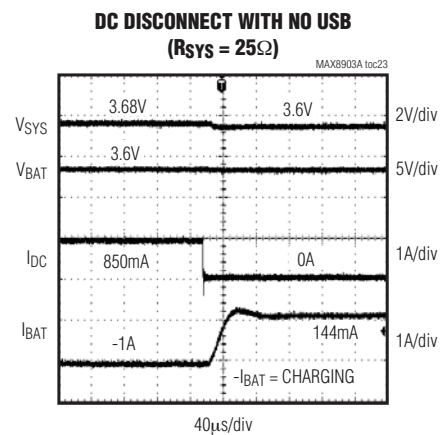 DC DISCONNECT WITH NO USB
(RSYS = 25Ω)
MAX8903A toc23
VSYS 3.68V 3.6V 2V/div
VBAT 3.6V 5V/div
IDC 850mA 0A 1A/div
IBAT -1A 144mA 1A/div
-IBAT = CHARGING
40µs/div